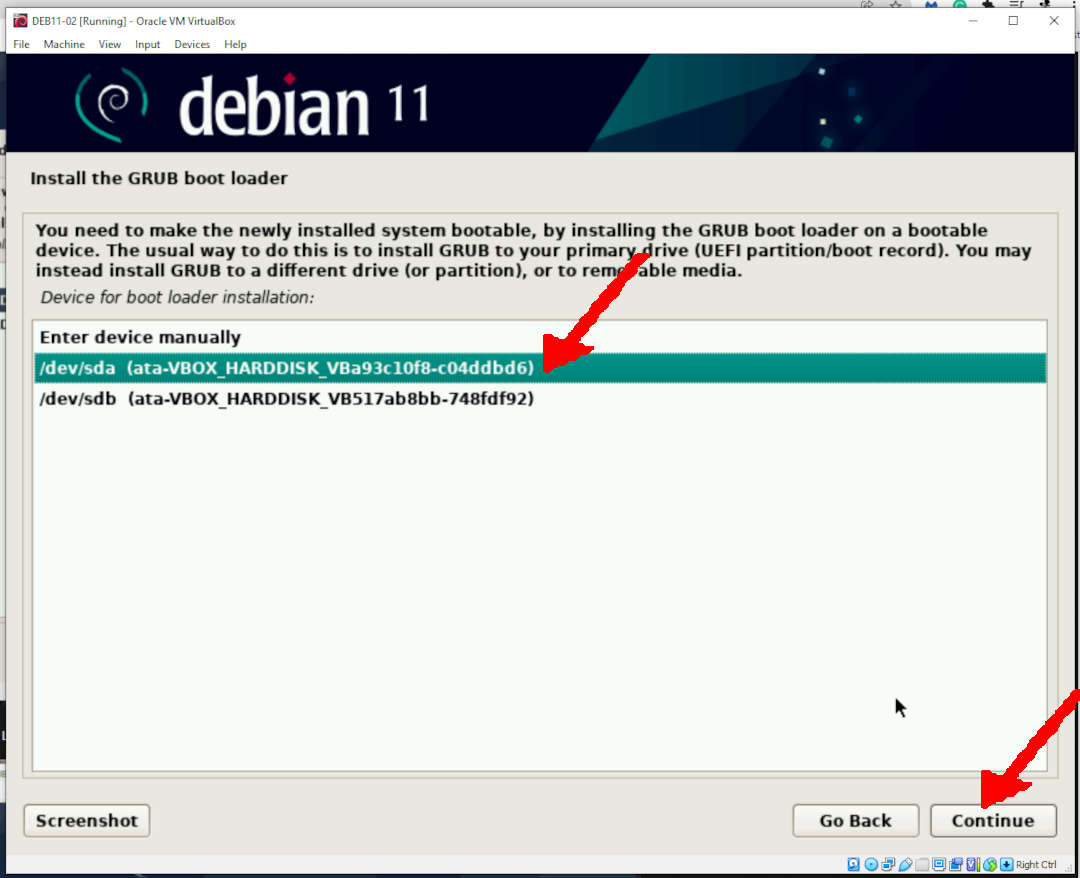 DEB11-02 [Running] - Oracle VM VirtualBox
File Machine View Input Devices Help
debian 11
Install the GRUB boot loader
You need to make the newly installed system bootable, by installing the GRUB boot loader on a bootable
device. The usual way to do this is to install GRUB to your primary drive (UEFI partition/boot record). You may
instead install GRUB to a different drive (or partition), or to removable media.
Device for boot loader installation:
Enter device manually
/dev/sda (ata-VBOX_HARDDISK_VBa93c10f8-c04ddbd6)
/dev/sdb (ata-VBOX_HARDDISK_VB517ab8bb-748fdf92)
Screenshot
Go Back
Continue
Right Ctrl